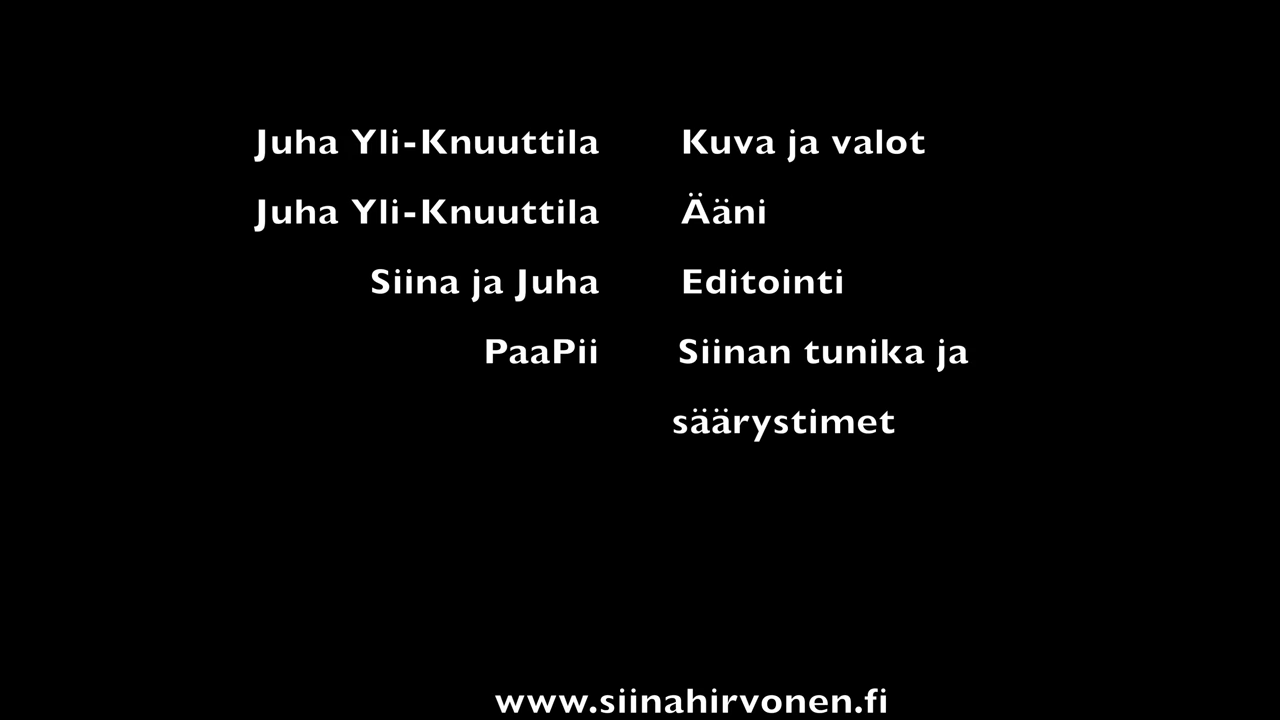 Juha Yli-Knuuttila Kuva ja valot
Juha Yli-Knuuttila Ääni
Siina ja Juha Editointi
PaaPii Siinan tunika ja
säärystimet
www.siinahirvonen.fi